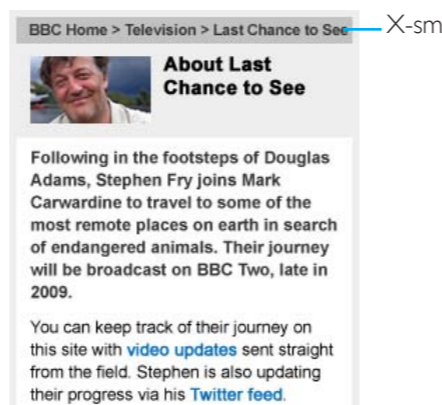 BBC Home > Television > Last Chance to See
X-sm
About Last
Chance to See
Following in the footsteps of Douglas
Adams, Stephen Fry joins Mark
Carwardine to travel to some of the
most remote places on earth in search
of endangered animals. Their journey
will be broadcast on BBC Two, late in
2009.
You can keep track of their journey on
this site with video updates sent straight
from the field. Stephen is also updating
their progress via his Twitter feed.